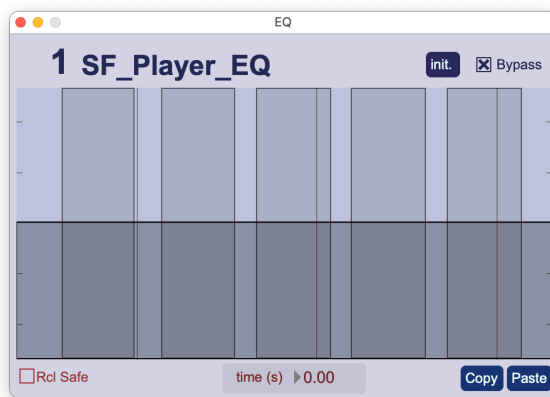 EQ
1 SF_Player_EQ
init.
Bypass
Rcl Safe
time (s) 0.00
Copy
Paste